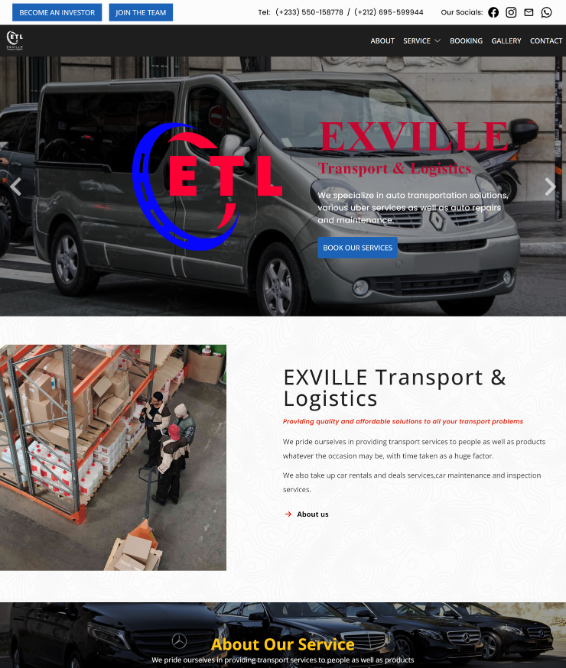 BECOME AN INVESTOR
JOIN THE TEAM
Tel: (+233) 550-158778 / (+212) 695-599944
Our Socials:
ETL
EXVILLE
ABOUT SERVICE BOOKING GALLERY CONTACT
ETL
EXVILLE
Transport & Logistics
We specialize in auto transportation solutions,
various uber services as well as auto repairs
and maintenance.
BOOK OUR SERVICES
EXVILLE Transport &
Logistics
Providing quality and affordable solutions to all your transport problems
We pride ourselves in providing transport services to people as well as products
whatever the occasion may be, with time taken as a huge factor.
We also take up car rentals and deals services,car maintenance and inspection
services.
→ About us
About Our Service
We pride ourselves in providing transport services to people as well as products